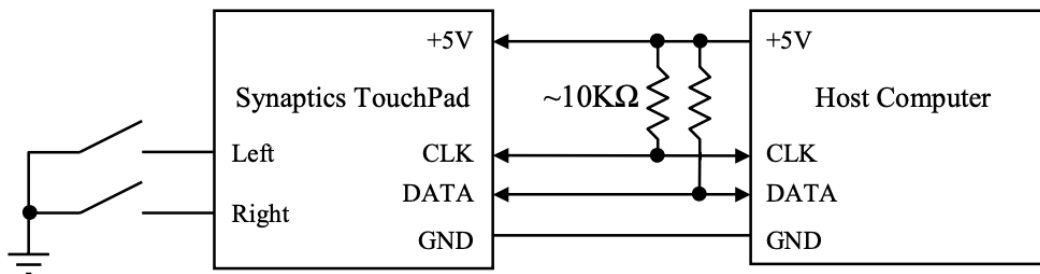 +5V
Synaptics TouchPad
Left
CLK
DATA
Right
GND
~10KΩ
+5V
Host Computer
CLK
DATA
GND